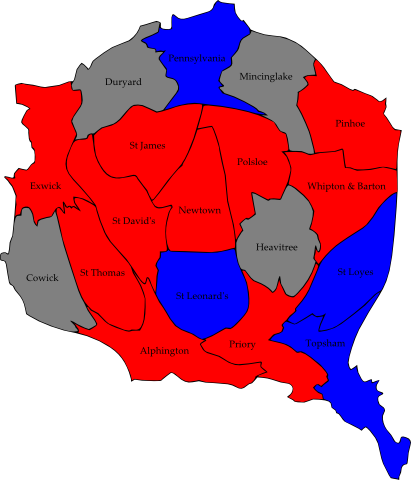 Pennsylvania
Duryard
Mincinglake
Pinhoe
St James
Polsloe
Exwick
Whipton & Barton
Newtown
St David's
Heavitree
St Thomas
St Loyes
Cowick
St Leonard's
Topsham
Priory
Alphington